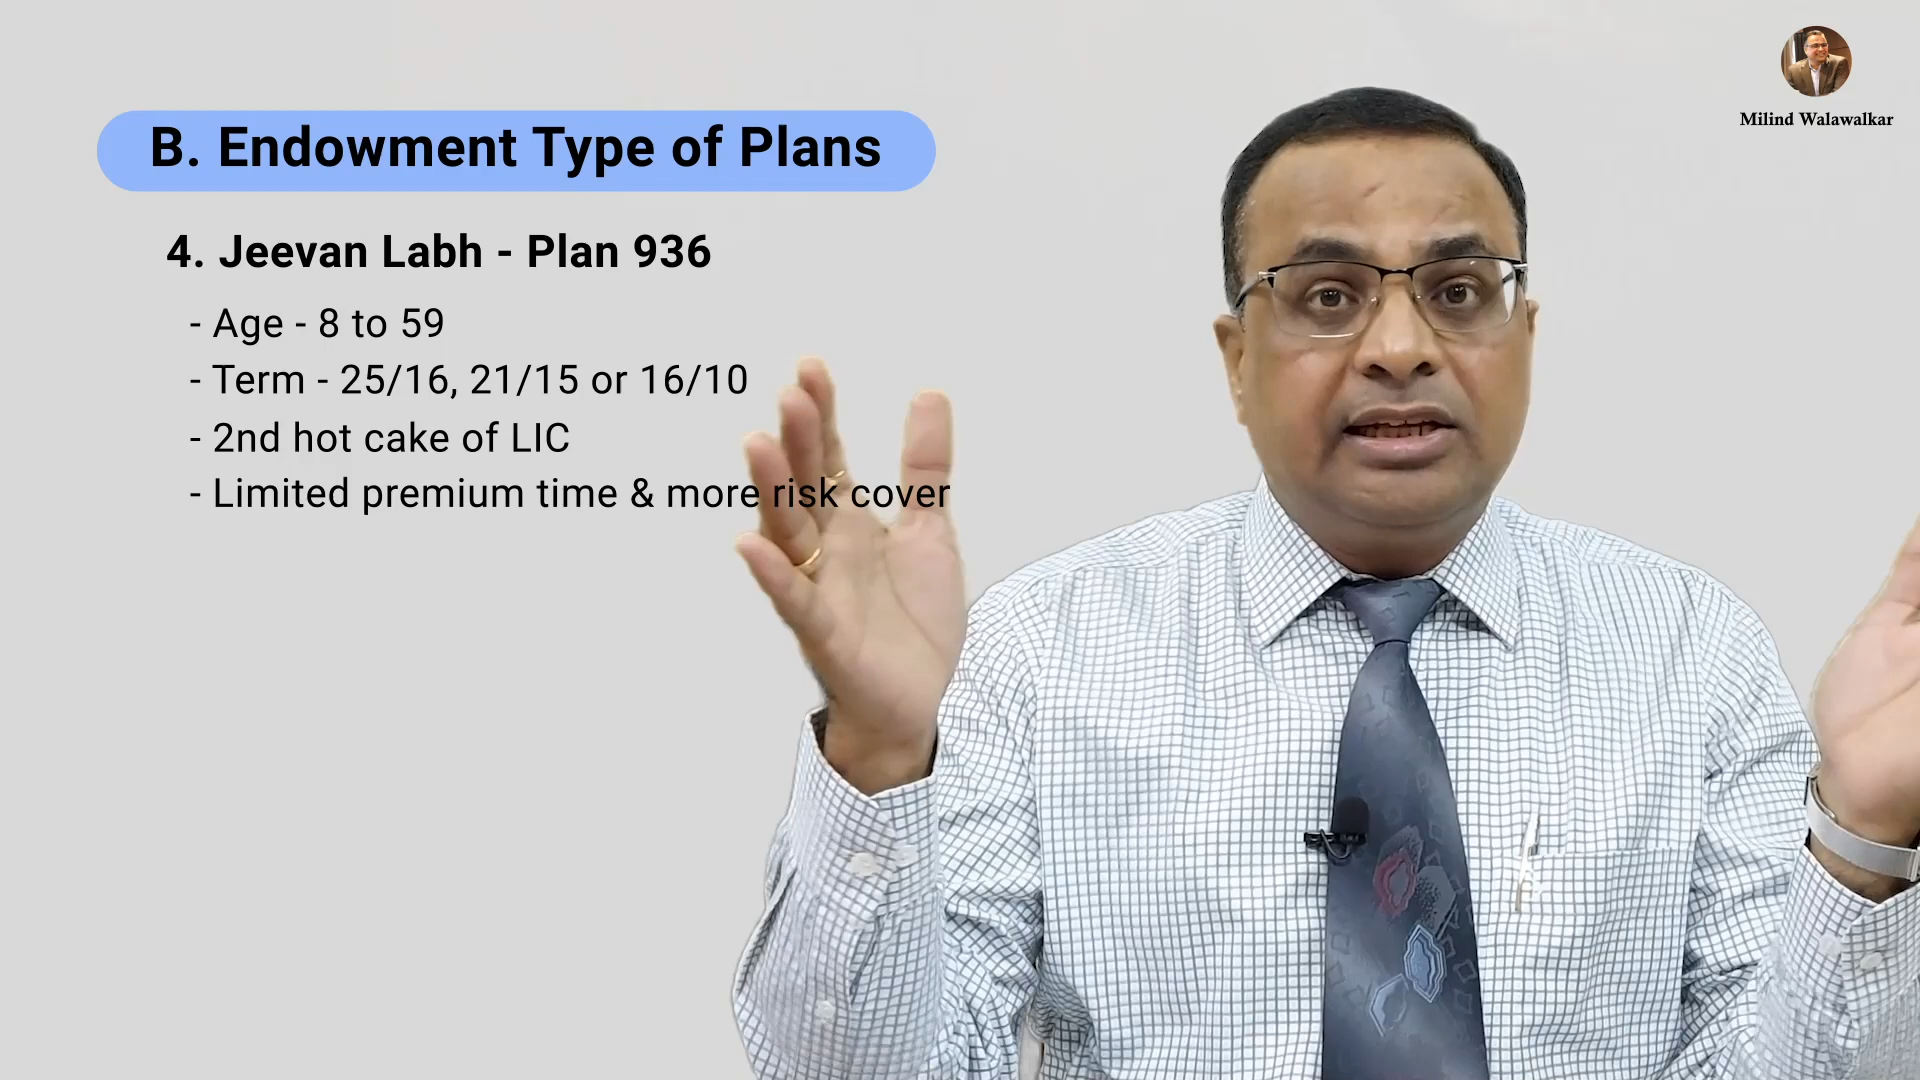 Milind Walawalkar
B. Endowment Type of Plans
4. Jeevan Labh - Plan 936
- Age - 8 to 59
- Term - 25/16, 21/15 or 16/10
- 2nd hot cake of LIC
- Limited premium time & more risk cover